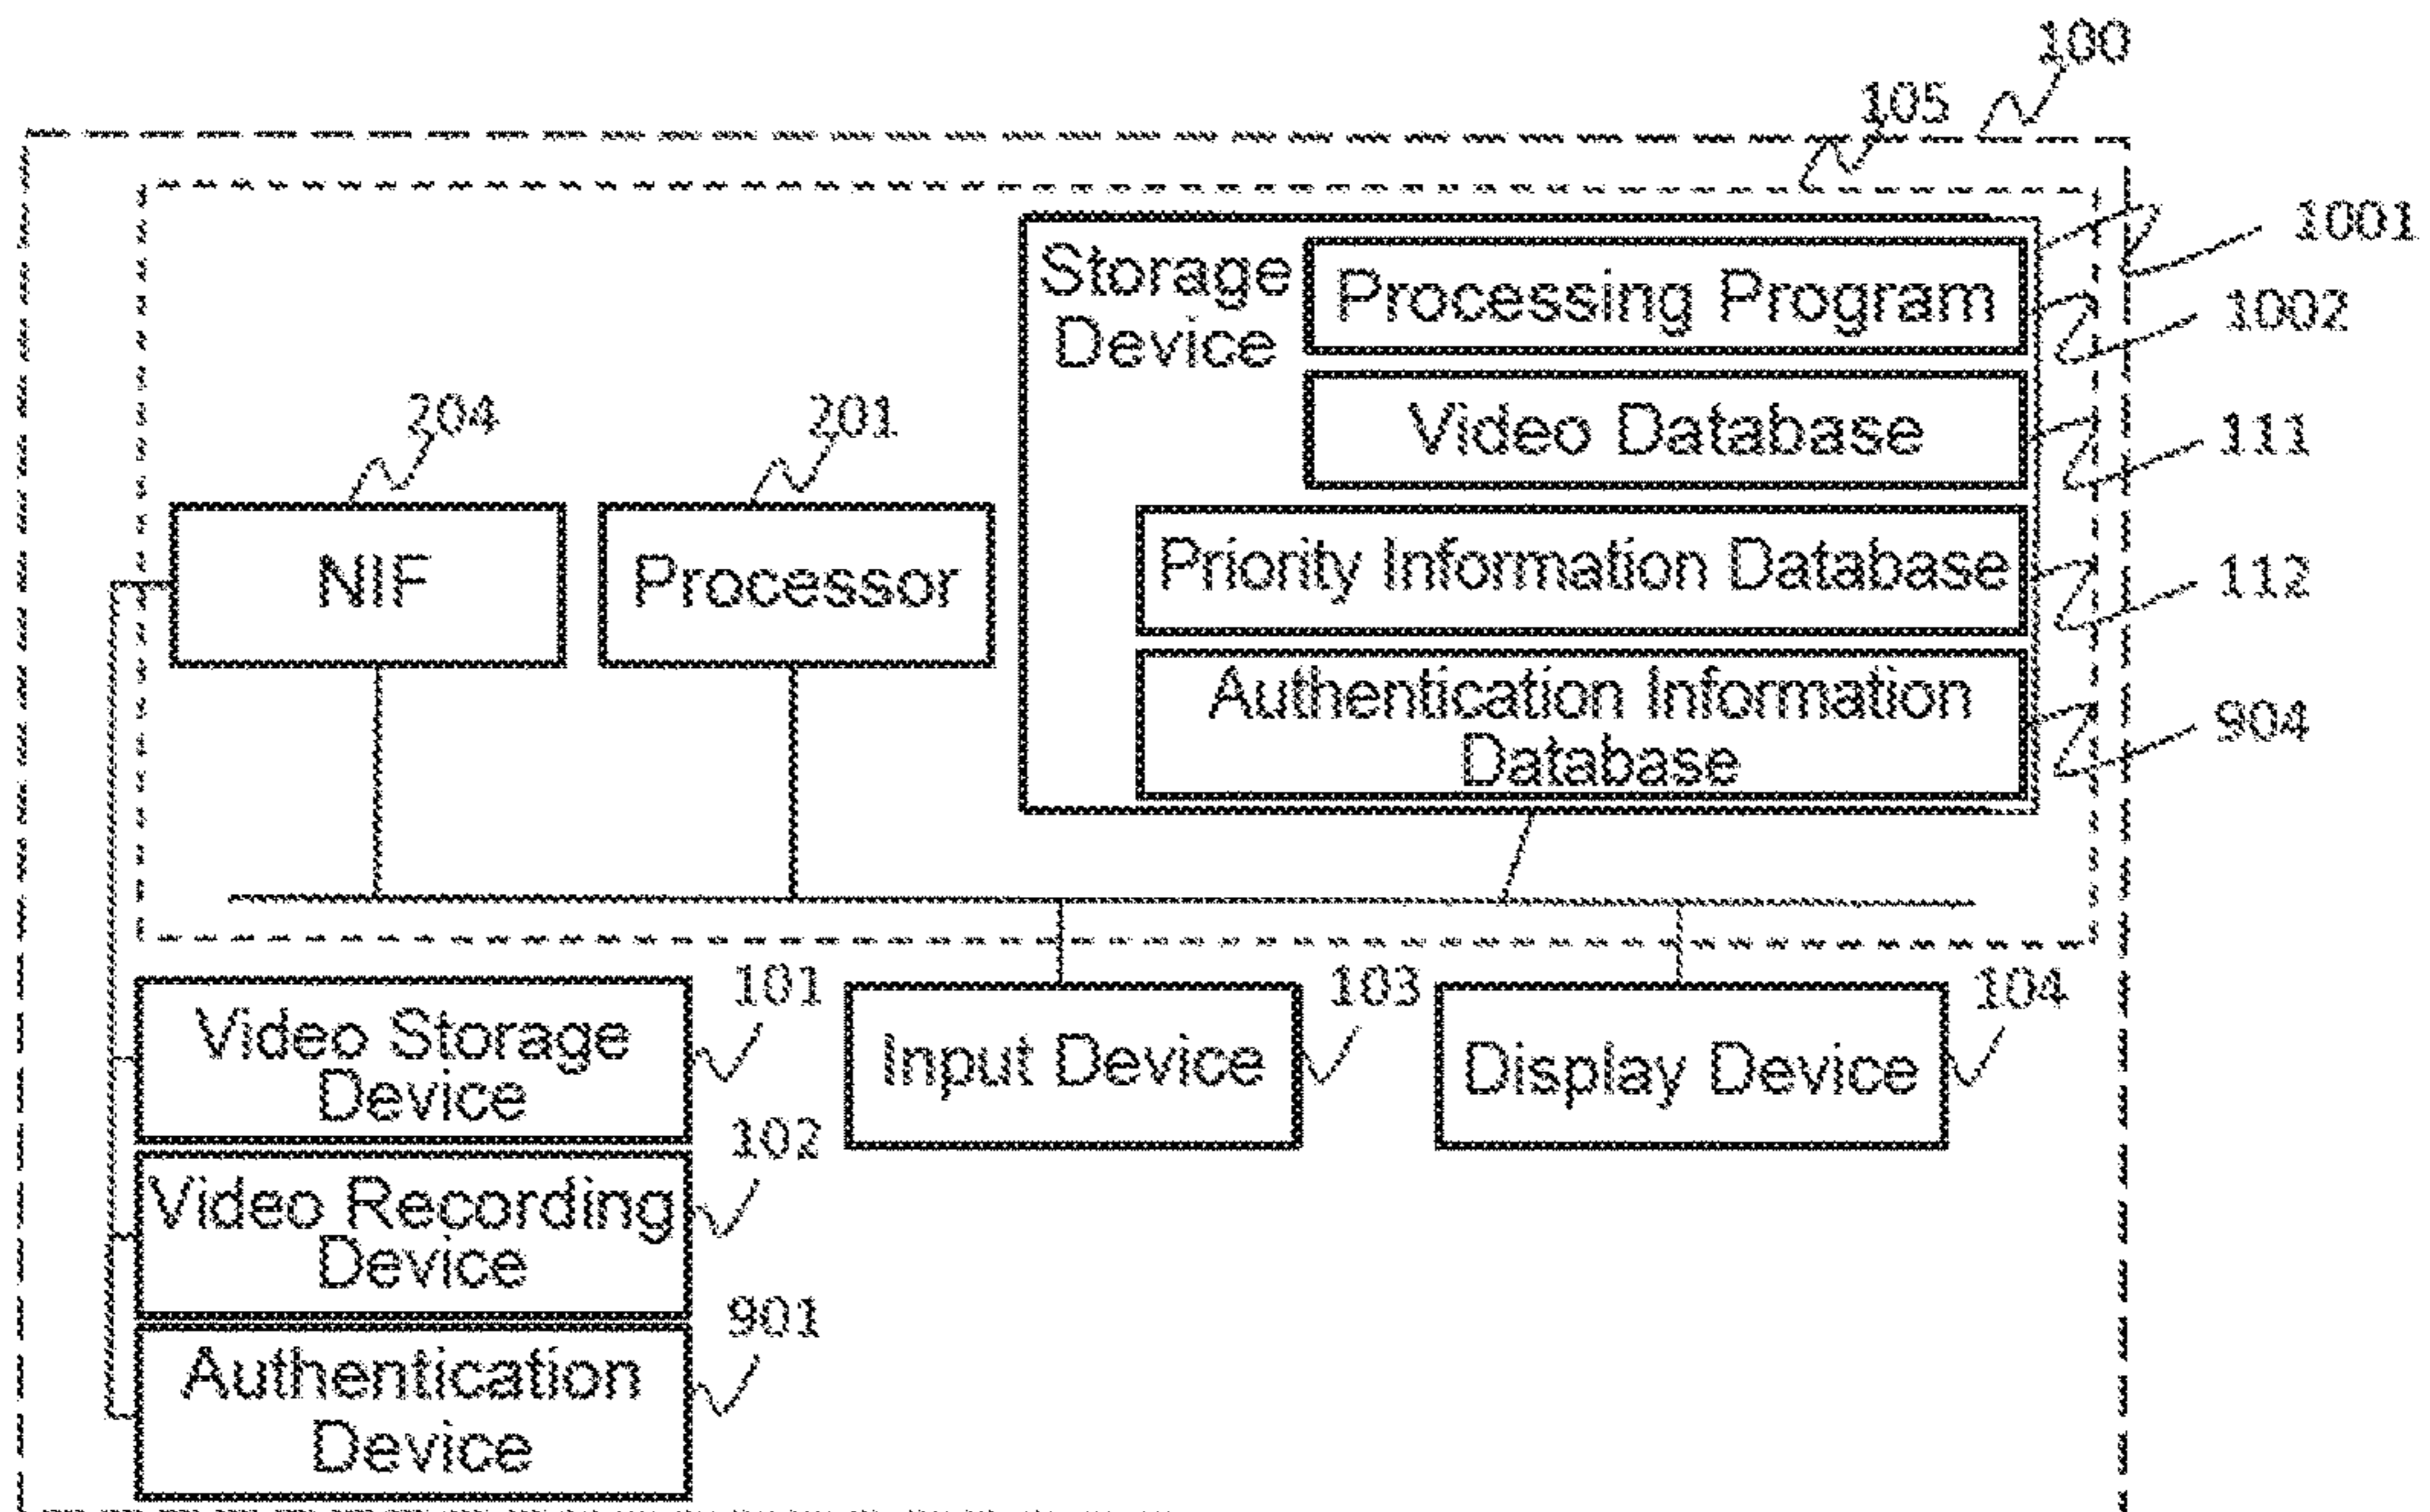 100
105
1001
Storage
Device
Processing Program
1002
204
201
Video Database
111
NIF
Processor
Priority Information Database
112
Authentication Information
Database
904
101
103
104
Video Storage
Device
Input Device
Display Device
102
Video Recording
Device
901
Authentication
Device